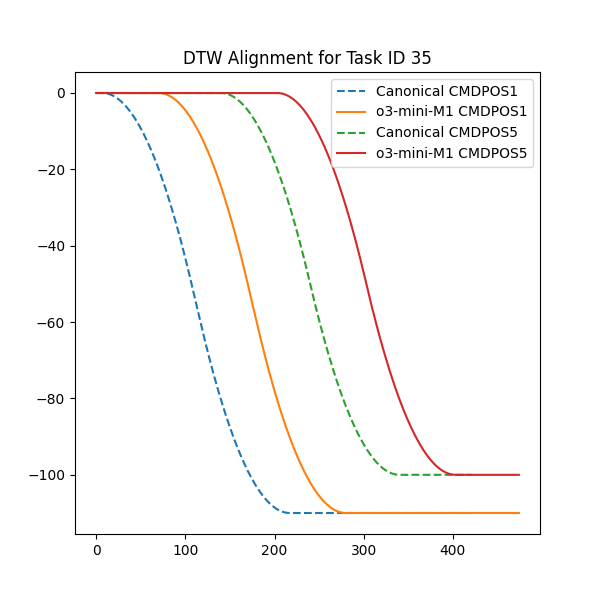 DTW Alignment for Task ID 35
Canonical CMDPOS1
o3-mini-M1 CMDPOS1
Canonical CMDPOS5
o3-mini-M1 CMDPOS5
0
−20
−40
−60
−80
−100
0 100 200 300 400